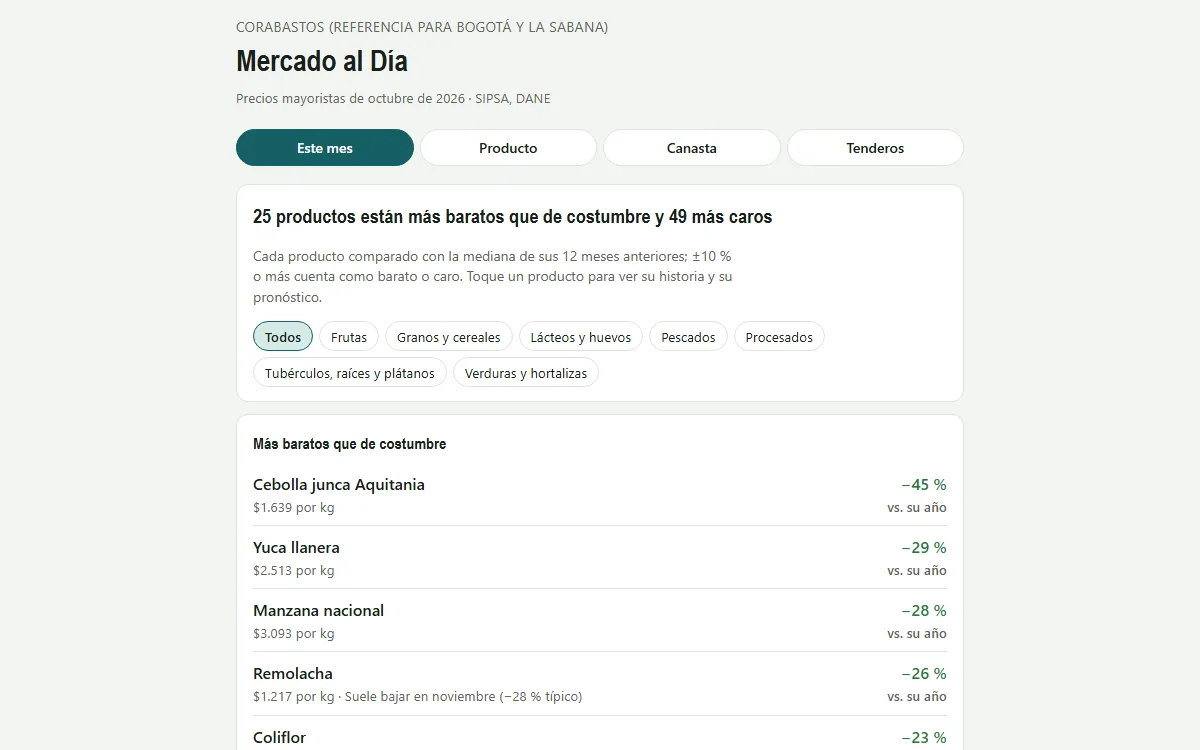 CORABASTOS (REFERENCIA PARA BOGOTÁ Y LA SABANA)
Mercado al Día
Precios mayoristas de octubre de 2026 · SIPSA, DANE
Este mes
Producto
Canasta
Tenderos
25 productos están más baratos que de costumbre y 49 más caros
Cada producto comparado con la mediana de sus 12 meses anteriores; ±10 %
o más cuenta como barato o caro. Toque un producto para ver su historia y su
pronóstico.
Todos
Frutas
Granos y cereales
Lácteos y huevos
Pescados
Procesados
Tubérculos, raíces y plátanos
Verduras y hortalizas
Más baratos que de costumbre
Cebolla junca Aquitania
−45 %
$1.639 por kg
vs. su año
Yuca llanera
−29 %
$2.513 por kg
vs. su año
Manzana nacional
−28 %
$3.093 por kg
vs. su año
Remolacha
−26 %
$1.217 por kg · Suele bajar en noviembre (−28 % típico)
vs. su año
Coliflor
−23 %